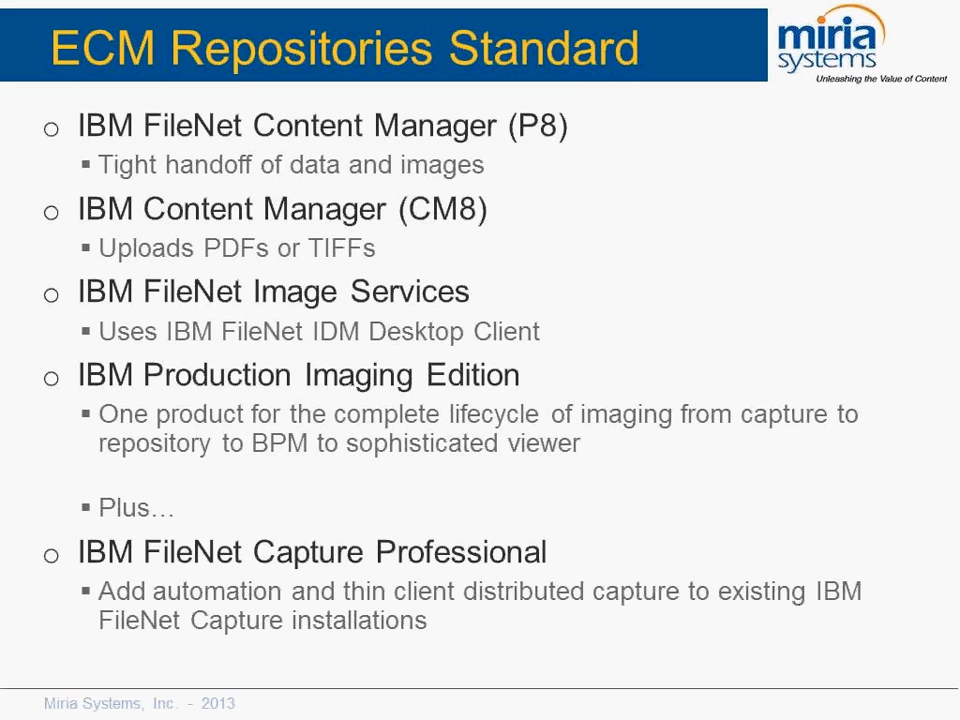 ECM Repositories Standard
miria
systems
Unleashing the Value of Content
o IBM FileNet Content Manager (P8)
▪ Tight handoff of data and images
o IBM Content Manager (CM8)
▪ Uploads PDFs or TIFFs
o IBM FileNet Image Services
▪ Uses IBM FileNet IDM Desktop Client
o IBM Production Imaging Edition
▪ One product for the complete lifecycle of imaging from capture to
repository to BPM to sophisticated viewer
▪ Plus…
o IBM FileNet Capture Professional
▪ Add automation and thin client distributed capture to existing IBM
FileNet Capture installations
Miria Systems, Inc. - 2013